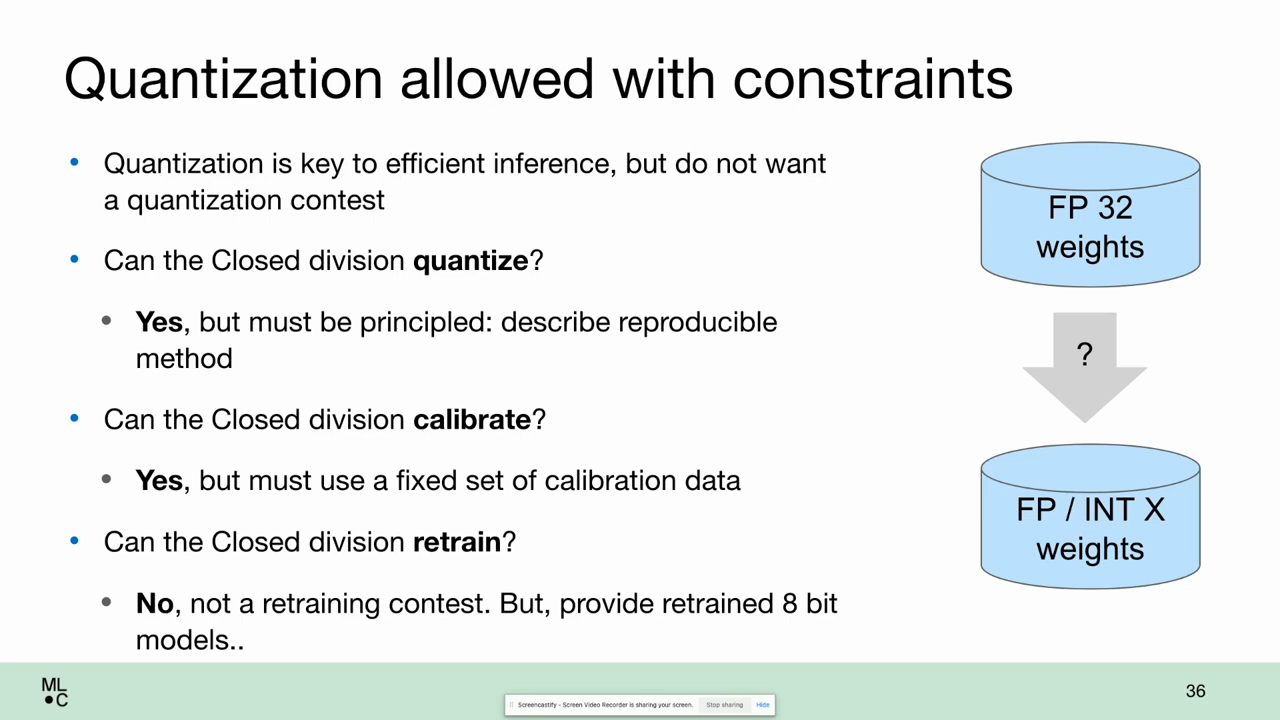 Quantization allowed with constraints
• Quantization is key to efficient inference, but do not want
a quantization contest
• Can the Closed division quantize?
• Yes, but must be principled: describe reproducible
method
• Can the Closed division calibrate?
• Yes, but must use a fixed set of calibration data
• Can the Closed division retrain?
• No, not a retraining contest. But, provide retrained 8 bit
models..
FP 32
weights
?
FP / INT X
weights
ML
C
Screencastify - Screen Video Recorder is sharing your screen.
Stop sharing
Hide
36